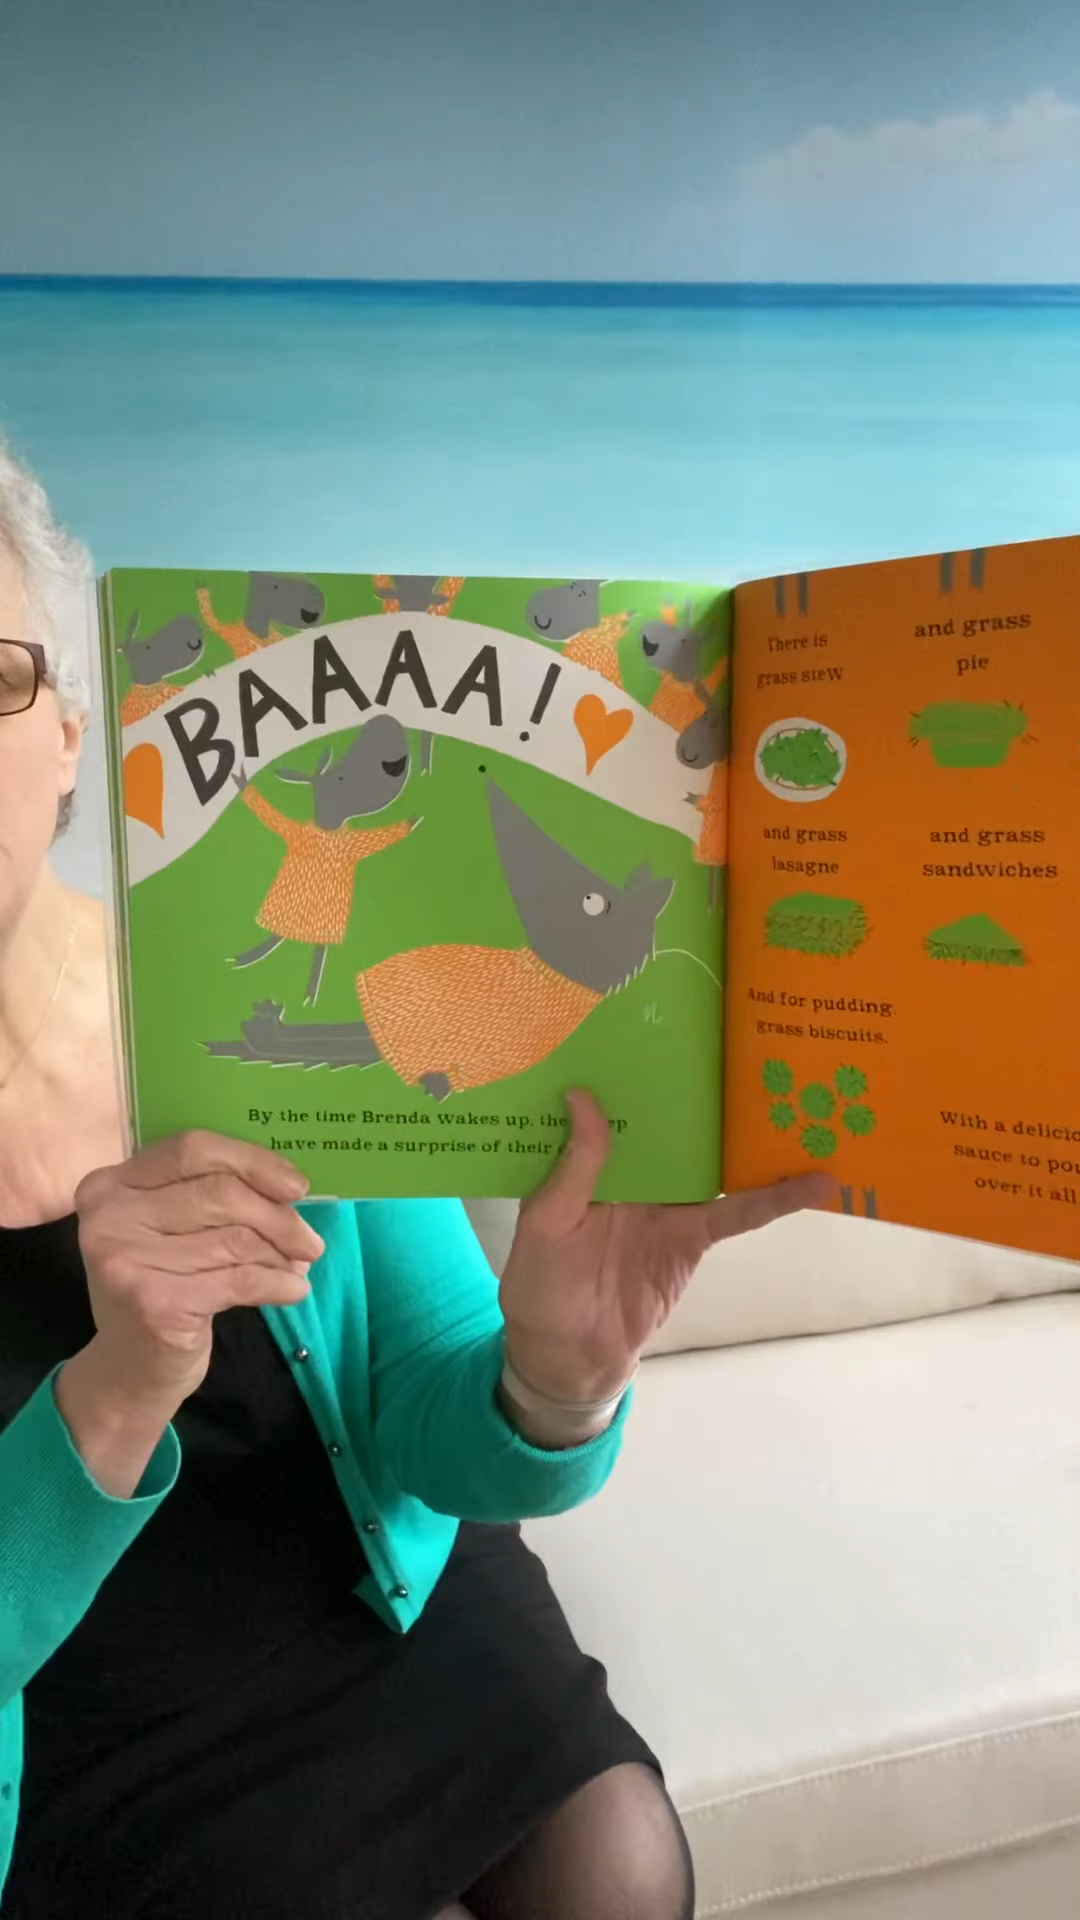 BAAAA!
By the time Brenda wakes up, the
have made a surprise of their
There is
grass stew
and grass
pie
and grass
lasagne
and grass
sandwiches
And for pudding,
grass biscuits.
With a
sauce to
over it all